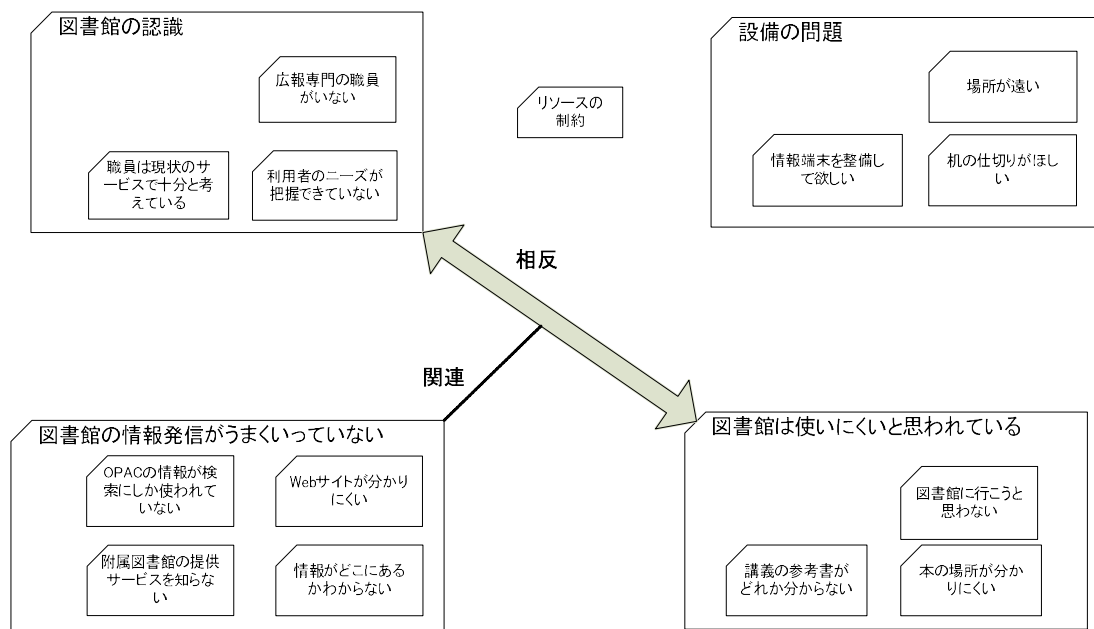 図書館の認識
広報専門の職員
がいない
職員は現状のサ
ービスで十分と考
えている
利用者のニーズが
把握できていない
リソースの
制約
設備の問題
場所が遠い
情報端末を整備し
て欲しい
机の仕切りがほし
い
相反
関連
図書館の情報発信がうまくいっていない
OPACの情報が検
索にしか使われて
いない
Webサイトが分かり
にくい
附属図書館の提供
サービスを知らな
い
情報がどこにある
かわからない
図書館は使いにくいと思われている
図書館に行こうと
思わない
講義の参考書が
どれか分からない
本の場所が分か
りにくい